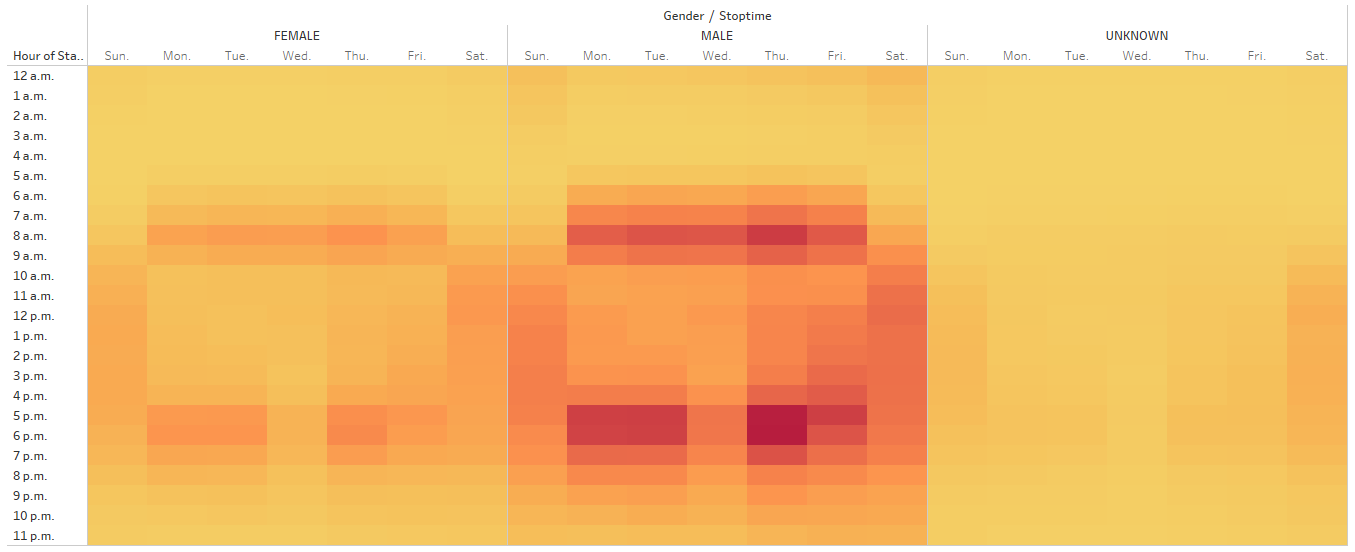 Gender / Stoptime
FEMALE MALE UNKNOWN
Hour of Sta.. Sun. Mon. Tue. Wed. Thu. Fri. Sat. Sun. Mon. Tue. Wed. Thu. Fri. Sat. Sun. Mon. Tue. Wed. Thu. Fri. Sat.
12 a.m.
1 a.m.
2 a.m.
3 a.m.
4 a.m.
5 a.m.
6 a.m.
7 a.m.
8 a.m.
9 a.m.
10 a.m.
11 a.m.
12 p.m.
1 p.m.
2 p.m.
3 p.m.
4 p.m.
5 p.m.
6 p.m.
7 p.m.
8 p.m.
9 p.m.
10 p.m.
11 p.m.